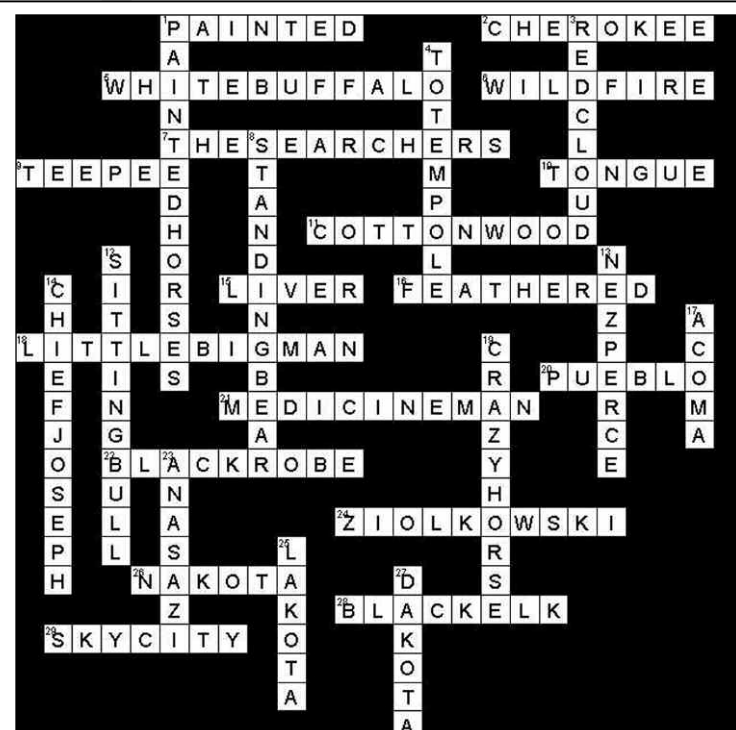 1 PAINTED
1 PAINTEDHORSES
2 CHEROKEE
3 REDCLOUD
4 TOTEMPOLE
5 WHITEBUFFALO
6 WILDFIRE
7 THESEARCHERS
8 STANDINGBEAR
9 TEEPEE
10 TONGUE
11 COTTONWOOD
12 SITTINGBULL
13 NEZPERCE
14 CHIEFJOSEPH
15 LIVER
16 FEATHERED
17 ACOMA
18 LITTLEBIGMAN
19 CRAZYHORSE
20 PUEBLO
21 MEDICINEMAN
22 BLACKROBE
23 ANASAZI
24 ZIOLKOWSKI
25 LAKOTA
26 NAKOTA
27 DAKOTA
28 BLACKELK
29 SKYCITY